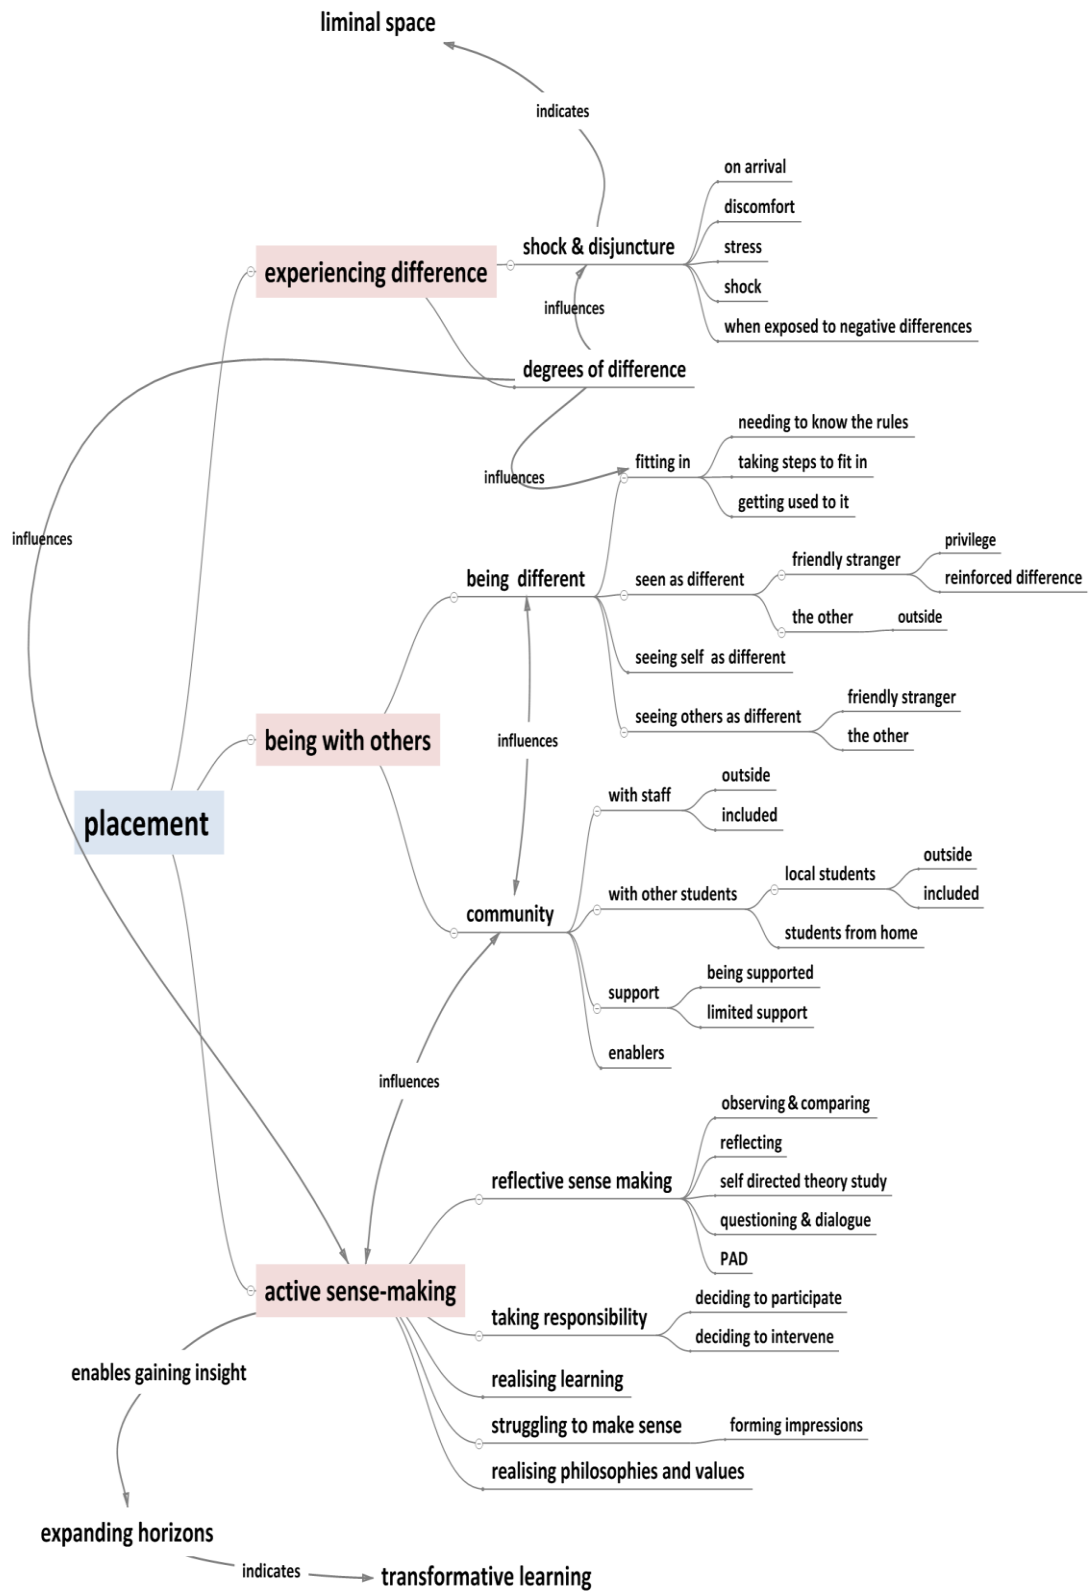 liminal space
indicates
on arrival
discomfort
shock & disjuncture
stress
experiencing difference
shock
influences
when exposed to negative differences
degrees of difference
needing to know the rules
fitting in
taking steps to fit in
influences
getting used to it
influences
privilege
friendly stranger
being different
seen as different
reinforced difference
the other
outside
seeing self as different
friendly stranger
seeing others as different
the other
being with others
influences
outside
with staff
included
placement
outside
local students
with other students
included
community
students from home
being supported
support
limited support
enablers
influences
observing & comparing
reflecting
reflective sense making
self directed theory study
questioning & dialogue
PAD
active sense-making
deciding to participate
taking responsibility
deciding to intervene
enables gaining insight
realising learning
struggling to make sense
forming impressions
realising philosophies and values
expanding horizons
indicates
transformative learning